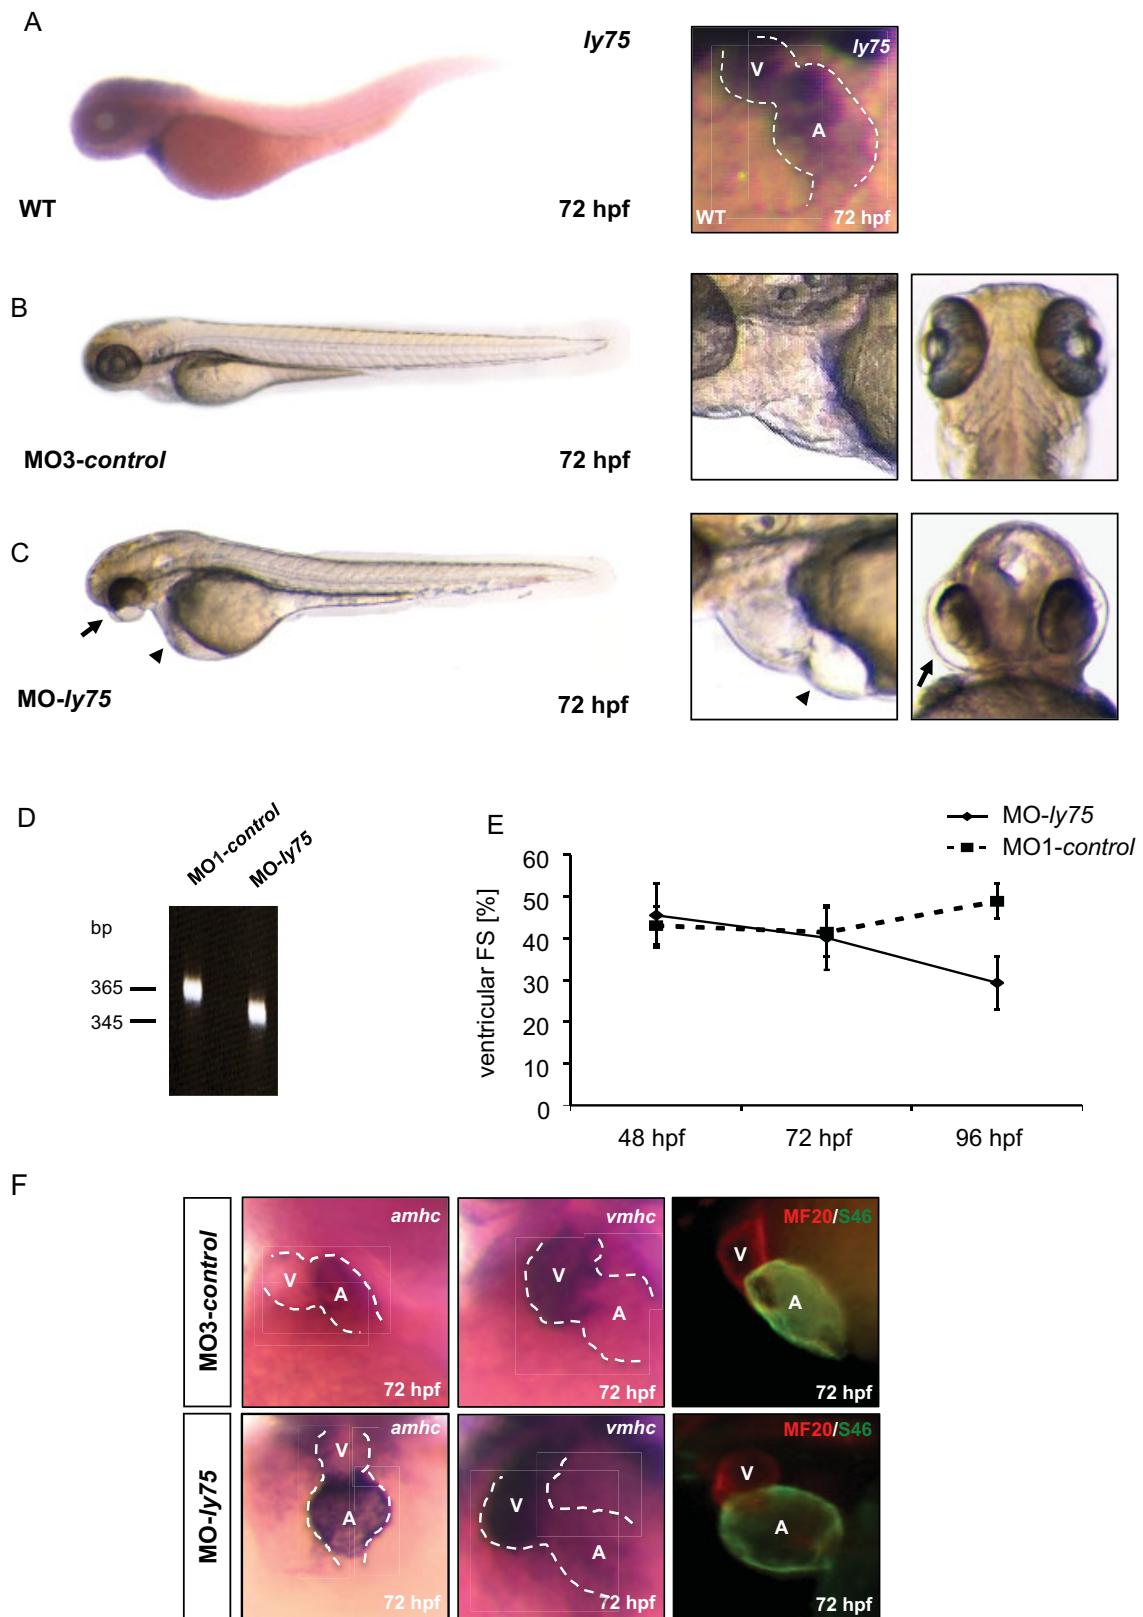 A
ly75
WT
72 hpf
ly75
V
A
WT
72 hpf
B
MO3-control
72 hpf
C
MO-ly75
72 hpf
D
MO1-control
MO-ly75
bp
365
345
E
MO-ly75
MO1-control
ventricular FS [%]
60
50
40
30
20
10
0
48 hpf
72 hpf
96 hpf
F
MO3-control
amhc
V
A
72 hpf
vmhc
V
A
72 hpf
MF20/S46
V
A
72 hpf
MO-ly75
amhc
V
A
72 hpf
vmhc
V
A
72 hpf
MF20/S46
V
A
72 hpf